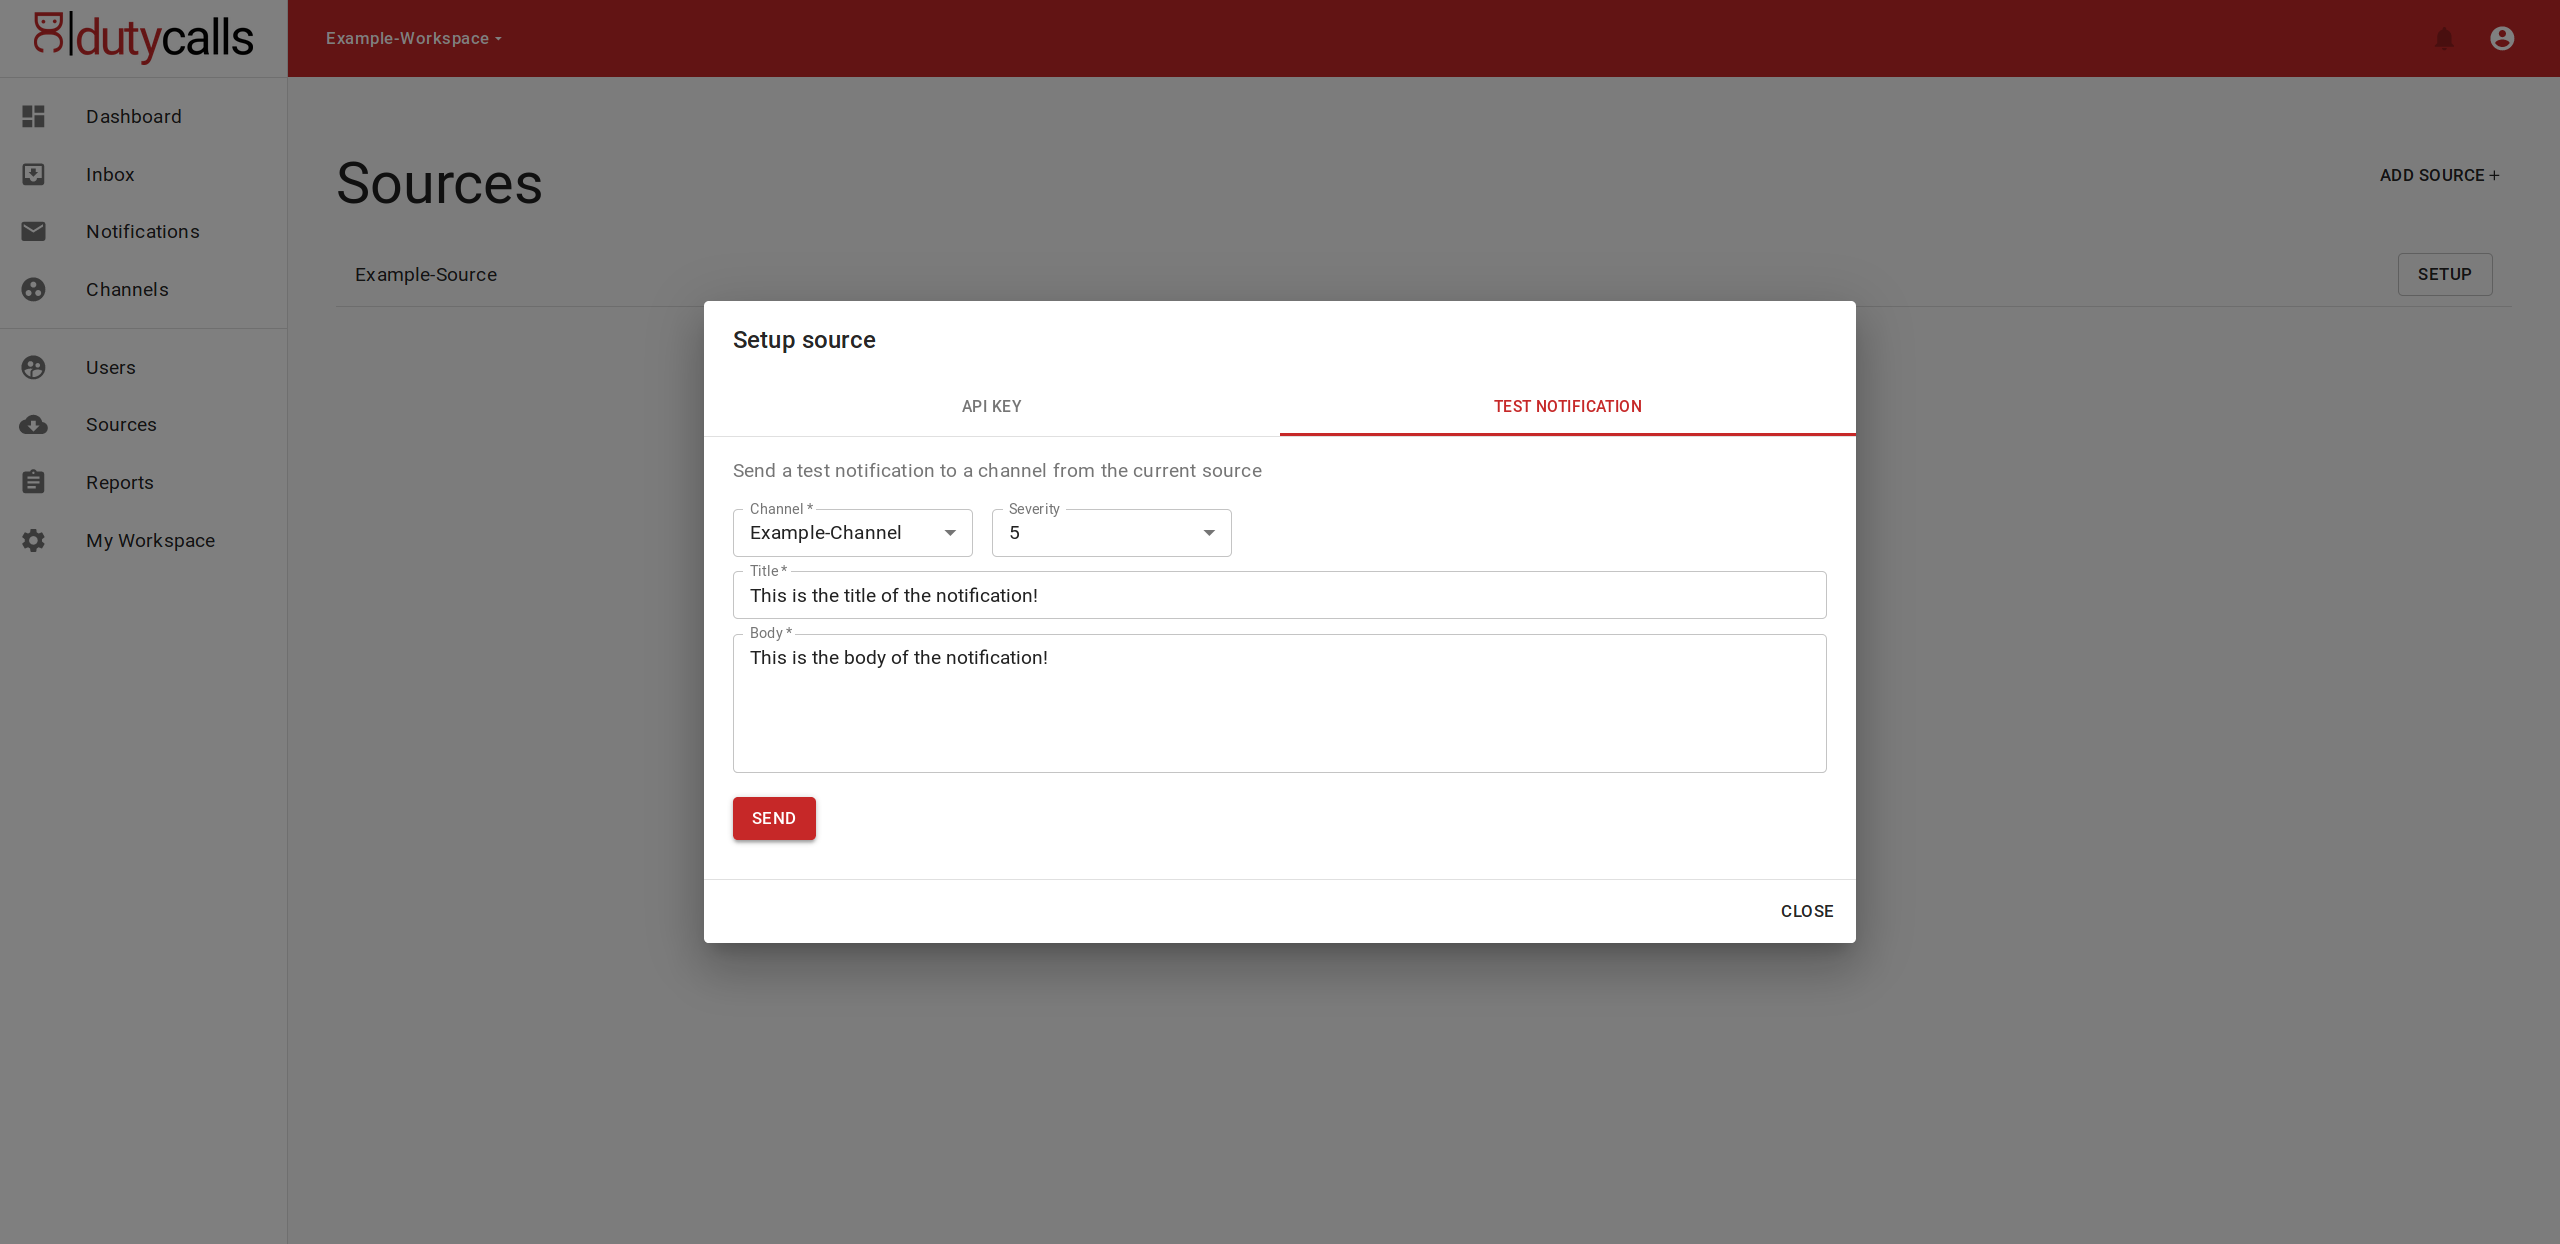 dutycalls
Example-Workspace
Dashboard
Inbox
Notifications
Channels
Users
Sources
Reports
My Workspace
Sources
ADD SOURCE +
Example-Source
SETUP
Setup source
API KEY
TEST NOTIFICATION
Send a test notification to a channel from the current source
Channel *
Example-Channel
Severity
5
Title *
This is the title of the notification!
Body *
This is the body of the notification!
SEND
CLOSE